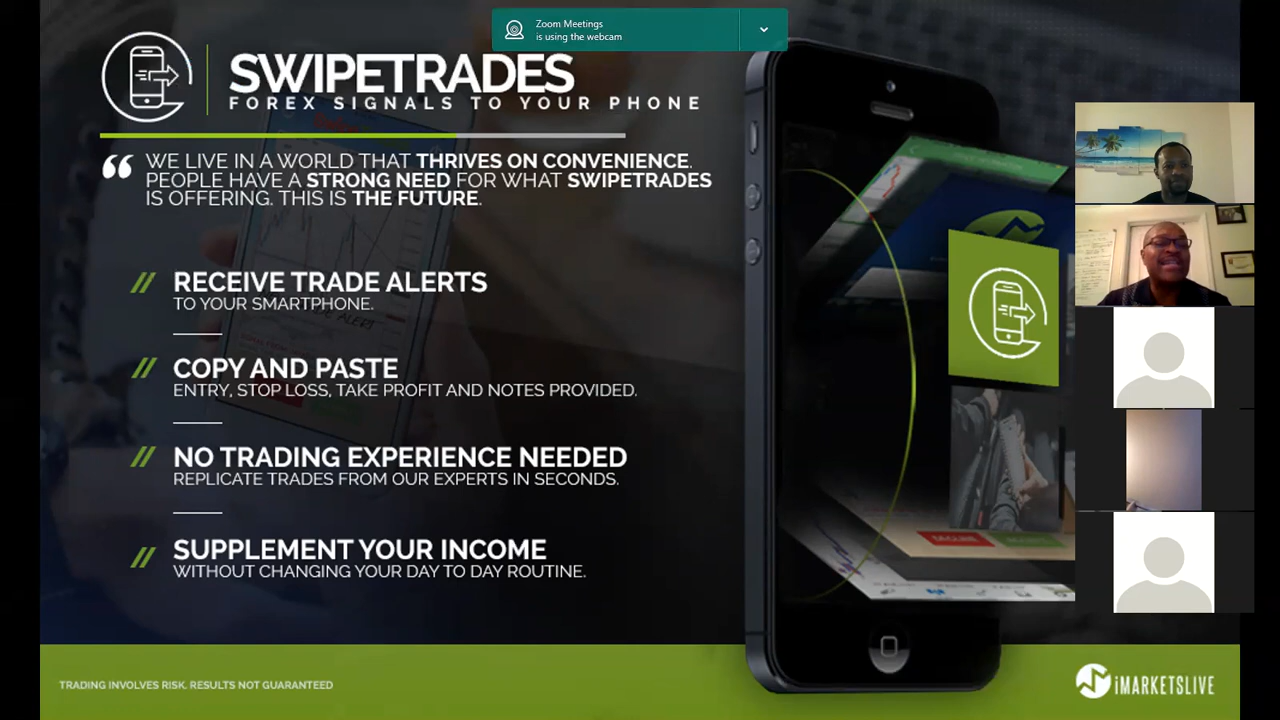 Zoom Meetings
is using the webcam
SWIPETRADES
FOREX SIGNALS TO YOUR PHONE
“ WE LIVE IN A WORLD THAT THRIVES ON CONVENIENCE.
PEOPLE HAVE A STRONG NEED FOR WHAT SWIPETRADES
IS OFFERING. THIS IS THE FUTURE.
// RECEIVE TRADE ALERTS
TO YOUR SMARTPHONE.
// COPY AND PASTE
ENTRY, STOP LOSS, TAKE PROFIT AND NOTES PROVIDED.
// NO TRADING EXPERIENCE NEEDED
REPLICATE TRADES FROM OUR EXPERTS IN SECONDS.
// SUPPLEMENT YOUR INCOME
WITHOUT CHANGING YOUR DAY TO DAY ROUTINE.
TRADING INVOLVES RISK. RESULTS NOT GUARANTEED
iMARKETSLIVE